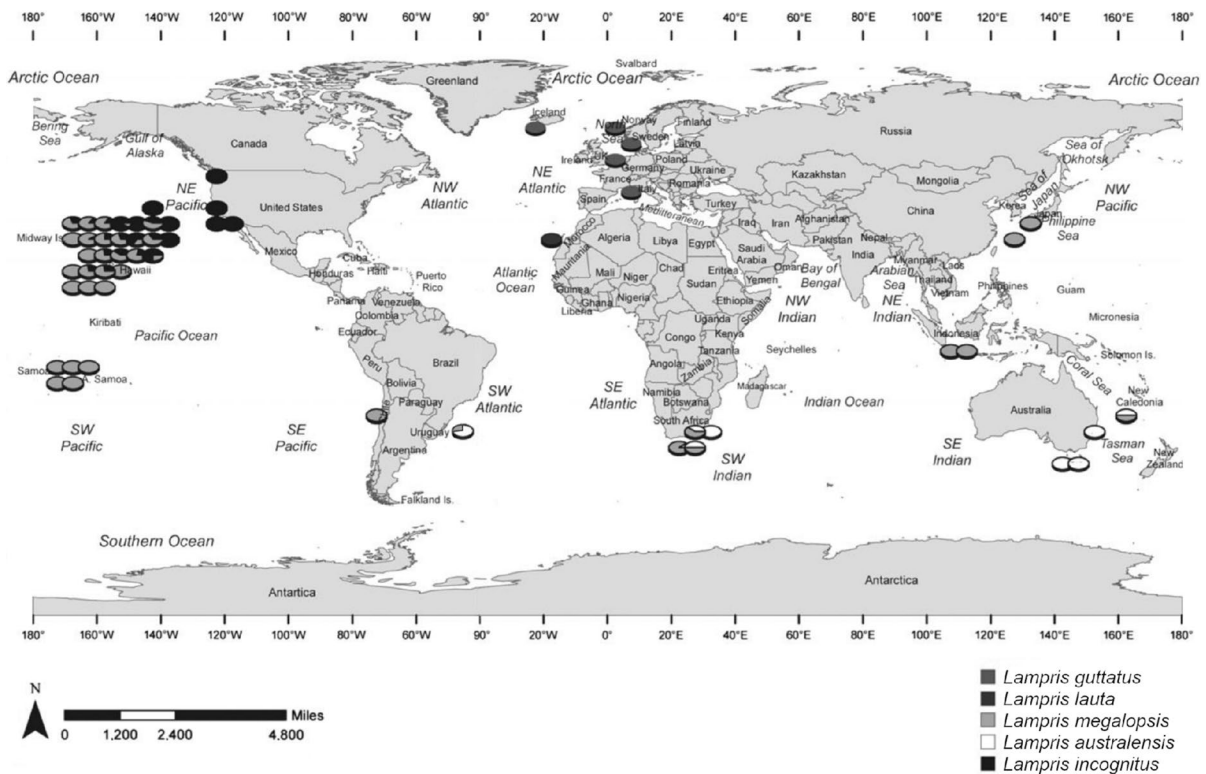 180° 160°W 140°W 120°W 100°W 80°W 60°W 40°W 20°W 0° 20°E 40°E 60°E 80°E 100°E 120°E 140°E 160°E 180°
Svalbard
Arctic Ocean Arctic Ocean Arctic Ocean
Greenland
Iceland
Norway
Finland
Bering
Sea
Gulf of
Alaska
Canada
North
Sea
Sweden
Latvia
Russia
Sea of
Okhotsk
Ireland
UK
Poland
Germany
Ukraine
Kazakhstan
Mongolia
NE
Pacific
NW
Atlantic
NE
Atlantic
France
Romania
Italy
Spain
Turkey
Sea of
Japan
NW
Pacific
United States
Mediterranean
Korea
Japan
China
Philippine
Sea
Midway Is.
Morocco
Algeria
Libya
Egypt
Iraq
Iran
Afghanistan
Pakistan
Nepal
Mexico
Cuba
Haiti
Hawaii
Atlantic
Ocean
Mauritania
Mali
Niger
Chad
Sudan
Saudi
Arabia
Oman
Bay of
Bengal
India
Myanmar
Laos
Honduras
Puerto
Rico
Guinea
Eritrea
Yemen
Arabian
Sea
Thailand
Vietnam
Philippines
Guam
Panama
Venezuela
Liberia
Ghana
Nigeria
Ethiopia
Somalia
NW
Indian
NE
Indian
Kiribati
Colombia
Micronesia
Pacific Ocean
Ecuador
Uganda
Congo
Kenya
Indonesia
Peru
Brazil
Tanzania
Seychelles
Solomon Is.
Samoa
A. Samoa
Bolivia
Angola
Zambia
Madagascar
Coral Sea
SW
Atlantic
SE
Atlantic
Namibia
Botswana
Indian Ocean
Australia
New
Caledonia
Paraguay
South Africa
SW
Pacific
SE
Pacific
Uruguay
SW
Indian
SE
Indian
Tasman
Sea
Argentina
New
Zealand
Falkland Is.
Southern Ocean
Antartica
Antarctica
180° 160°W 140°W 120°W 100°W 80°W 60°W 40°W 90° 20°W 0° 20°E 40°E 60°E 80°E 100°E 120°E 140°E 160°E 180°
N
Miles
0 1,200 2,400 4,800
Lampris guttatus
Lampris lauta
Lampris megalopsis
Lampris australensis
Lampris incognitus